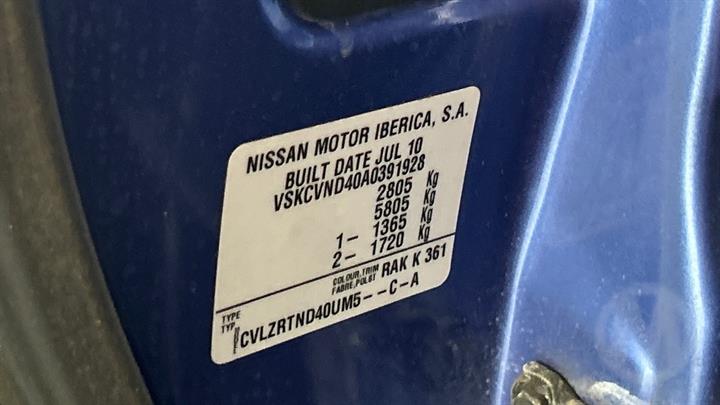 NISSAN MOTOR IBERICA, S.A.
BUILT DATE JUL 10
VSKCVND40A0391928
2805 Kg
5805 Kg
1- 1365 Kg
2- 1720 Kg
COLOUR,TRIM RAK K 361
FABRE,POLST
TYPE
TYP CVLZRTND40UM5--C-A